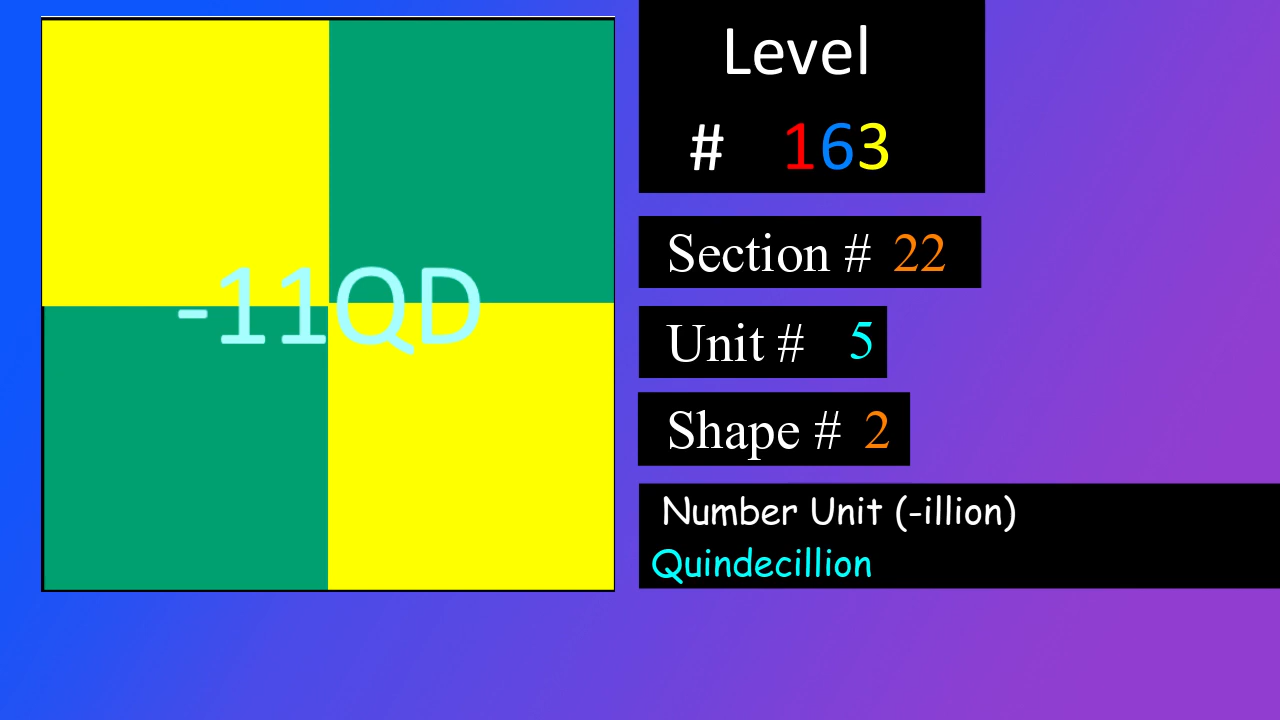 -11QD
Level
# 163
Section # 22
Unit # 5
Shape # 2
Number Unit (-illion)
Quindecillion